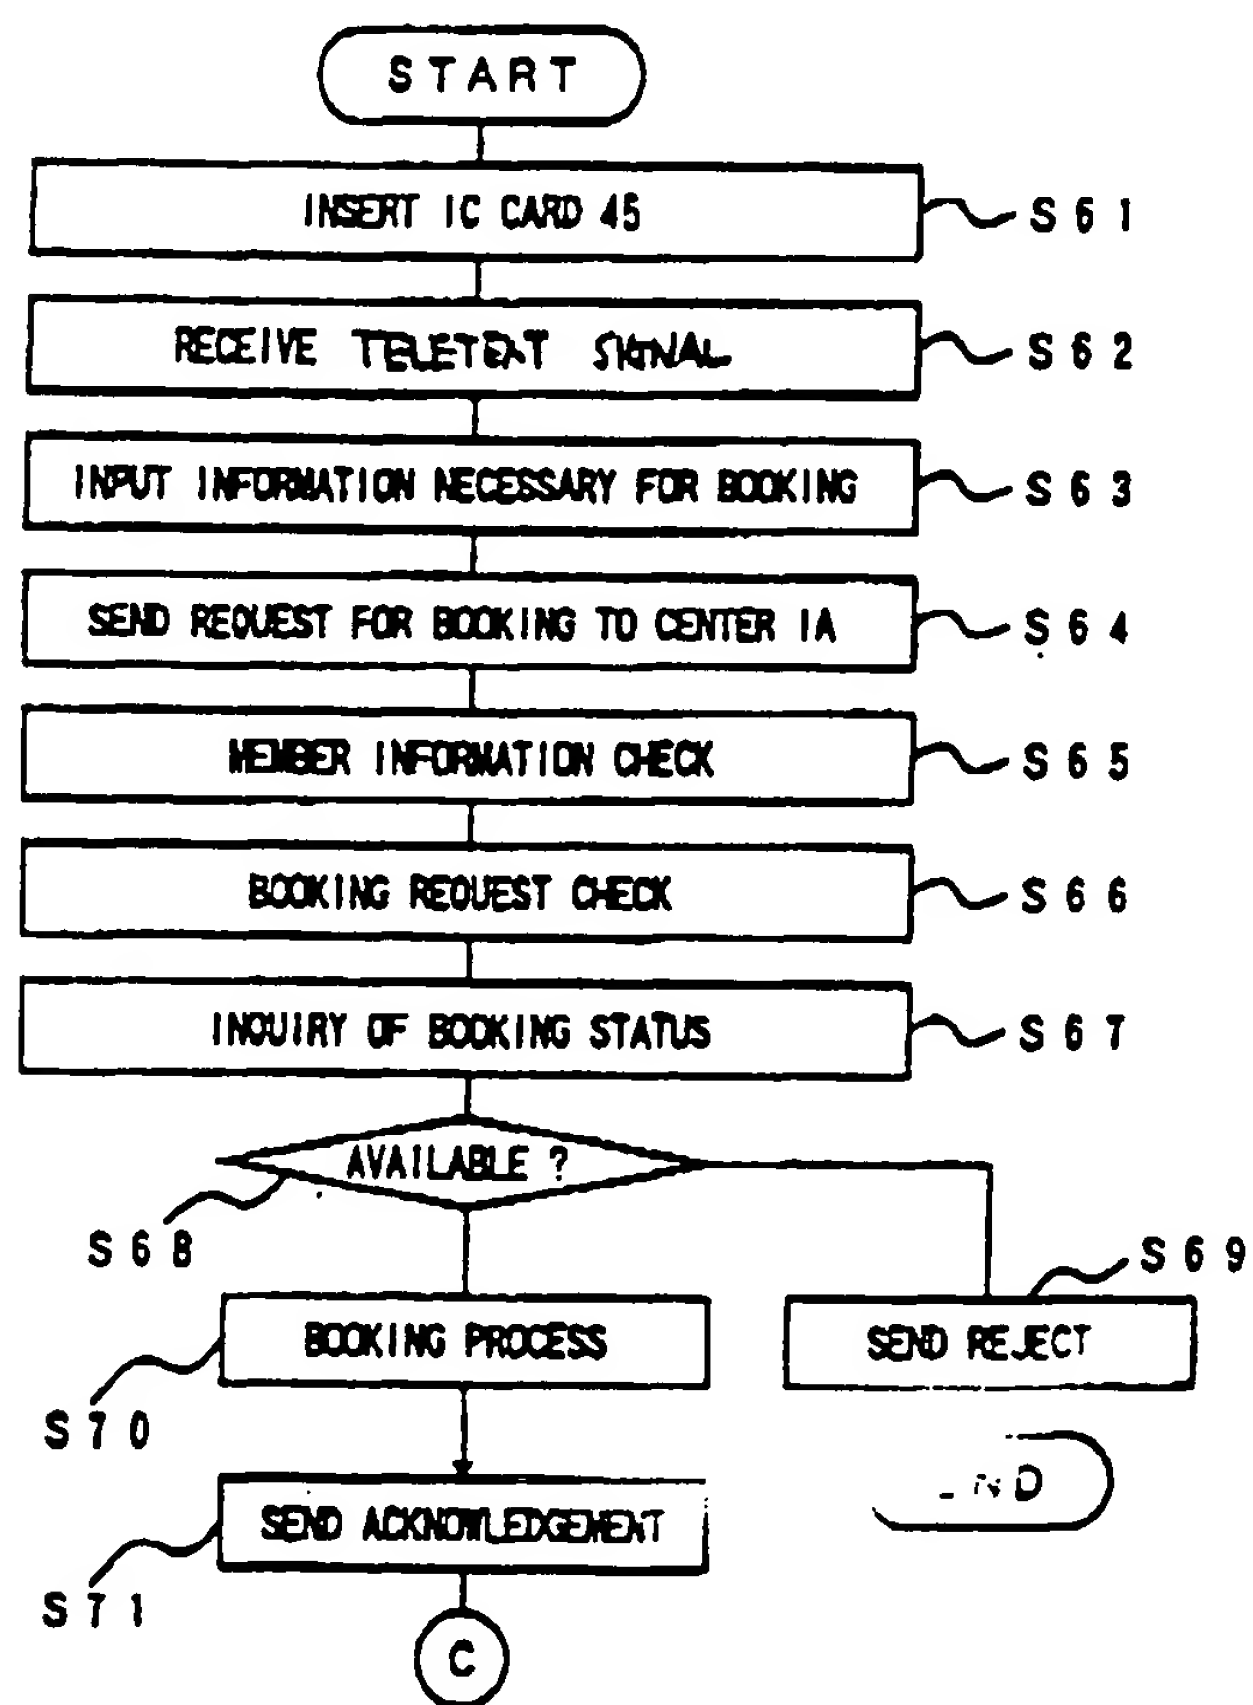 START
INSERT IC CARD 45
S61
RECEIVE TELETEXT SIGNAL
S62
INPUT INFORMATION NECESSARY FOR BOOKING
S63
SEND REQUEST FOR BOOKING TO CENTER 1A
S64
MEMBER INFORMATION CHECK
S65
BOOKING REQUEST CHECK
S66
INQUIRY OF BOOKING STATUS
S67
AVAILABLE ?
S68
S69
BOOKING PROCESS
SEND REJECT
S70
SEND ACKNOWLEDGEMENT
S71
C